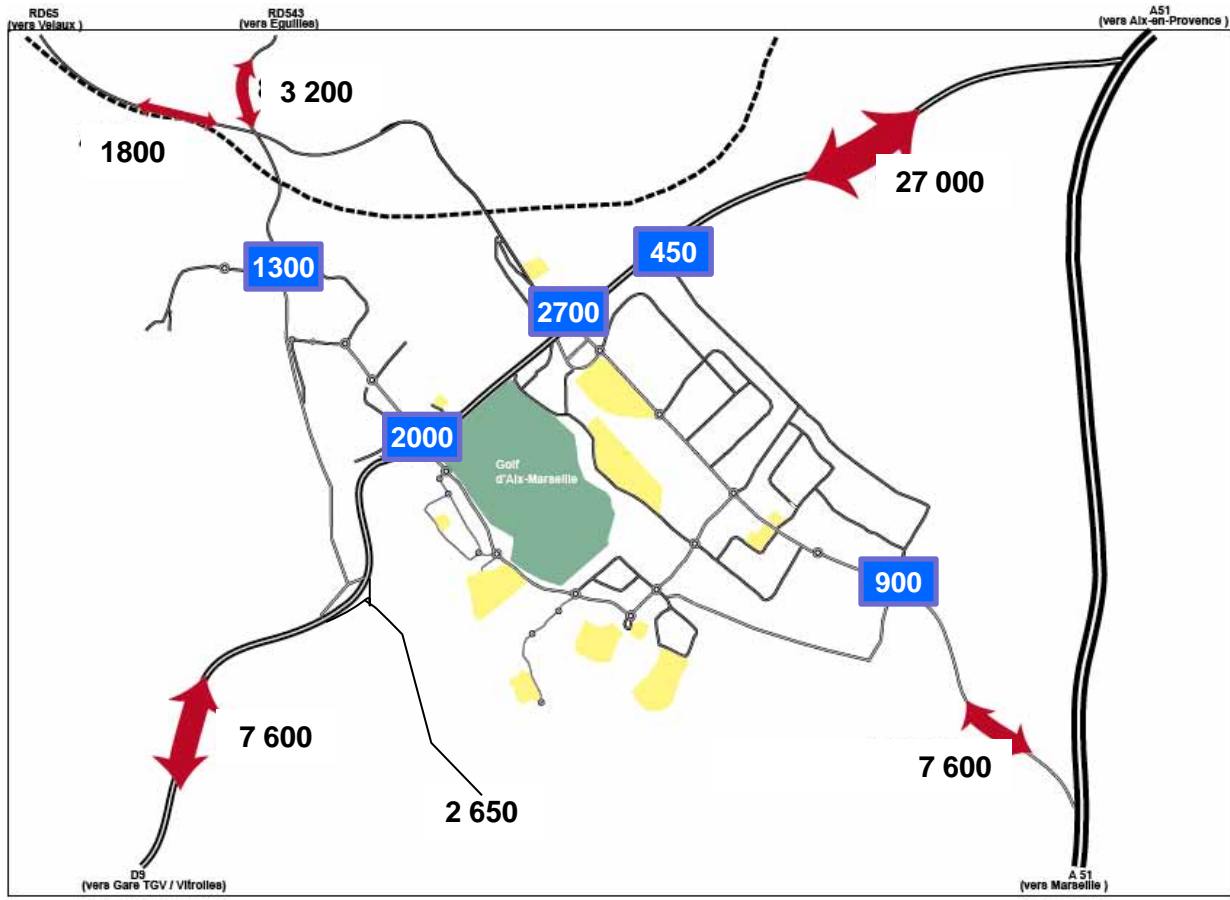 RD65
(vers Velaux )
RD543
(vers Eguilles)
A51
(vers Aix-en-Provence )
3 200
1800
27 000
450
1300
2700
2000
Golf
d'Aix-Marseille
900
7 600
7 600
2 650
D9
(vers Gare TGV / Vitrolles)
A 51
(vers Marseille )